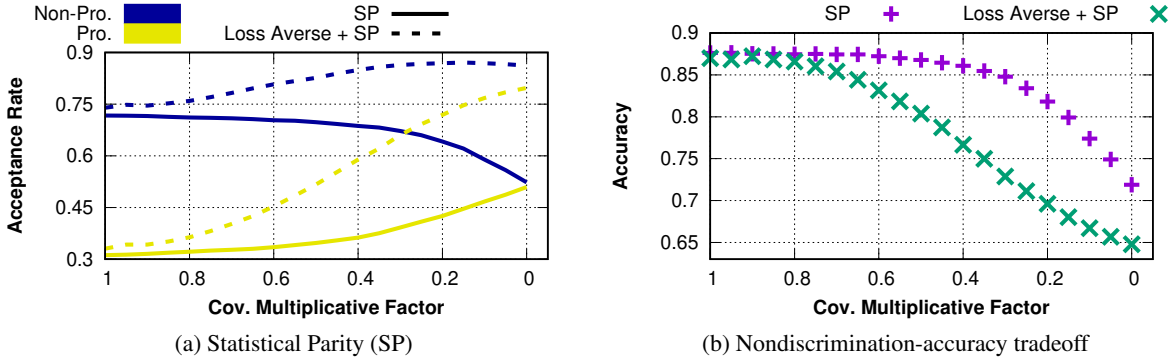 Non-Pro. SP
Pro. Loss Averse + SP
0.9
0.75
0.6
0.45
0.3
Acceptance Rate
1 0.8 0.6 0.4 0.2 0
Cov. Multiplicative Factor
(a) Statistical Parity (SP)
SP Loss Averse + SP
0.9
0.85
0.8
0.75
0.7
0.65
Accuracy
1 0.8 0.6 0.4 0.2 0
Cov. Multiplicative Factor
(b) Nondiscrimination-accuracy tradeoff